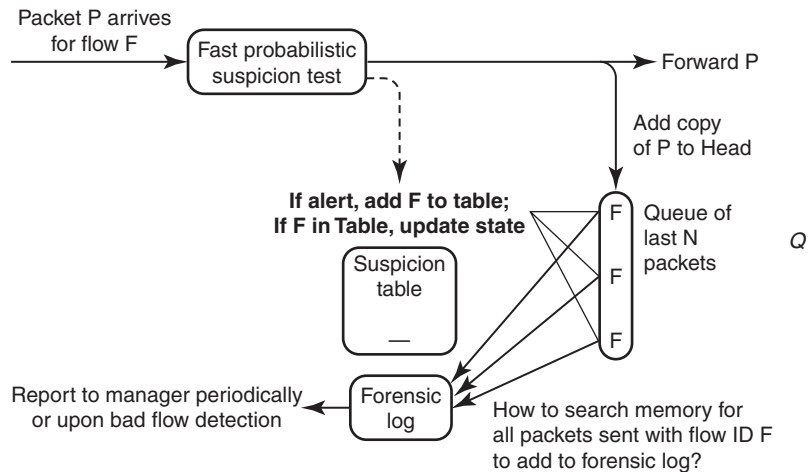 Packet P arrives
for flow F
Fast probabilistic
suspicion test
Forward P
Add copy
of P to Head
If alert, add F to table;
If F in Table, update state
F
Queue of
last N
packets
Q
F
F
Suspicion
table
—
Report to manager periodically
or upon bad flow detection
Forensic
log
How to search memory for
all packets sent with flow ID F
to add to forensic log?